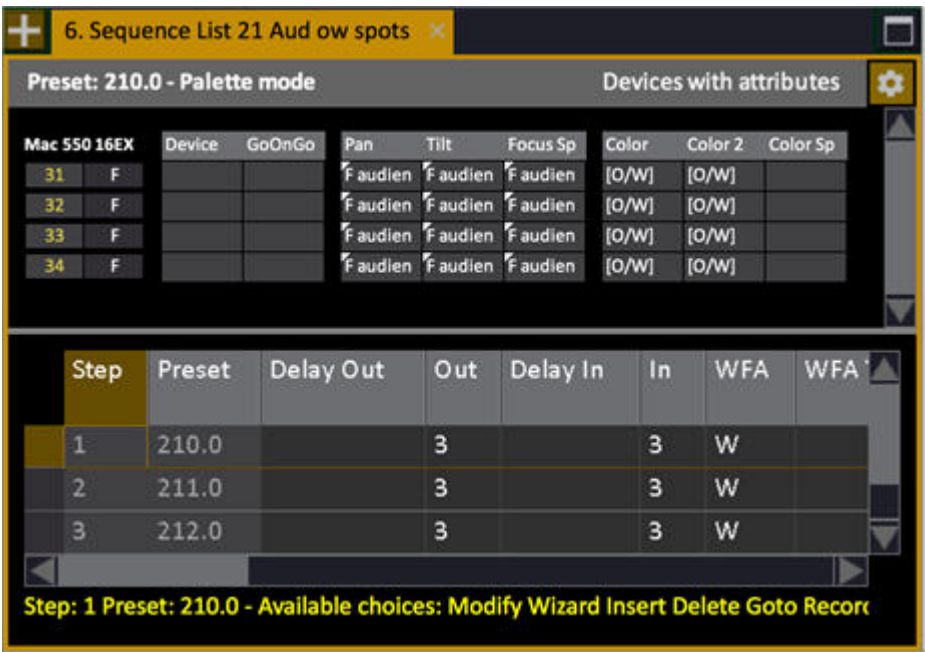 6. Sequence List 21 Aud ow spots ×
Preset: 210.0 - Palette mode Devices with attributes
Mac 550 16EX Device GoOnGo Pan Tilt Focus Sp Color Color 2 Color Sp
31 F F audien F audien F audien [O/W] [O/W]
32 F F audien F audien F audien [O/W] [O/W]
33 F F audien F audien F audien [O/W] [O/W]
34 F F audien F audien F audien [O/W] [O/W]
Step Preset Delay Out Out Delay In In WFA WFA
1 210.0 3 3 W
2 211.0 3 3 W
3 212.0 3 3 W
Step: 1 Preset: 210.0 - Available choices: Modify Wizard Insert Delete Goto Record